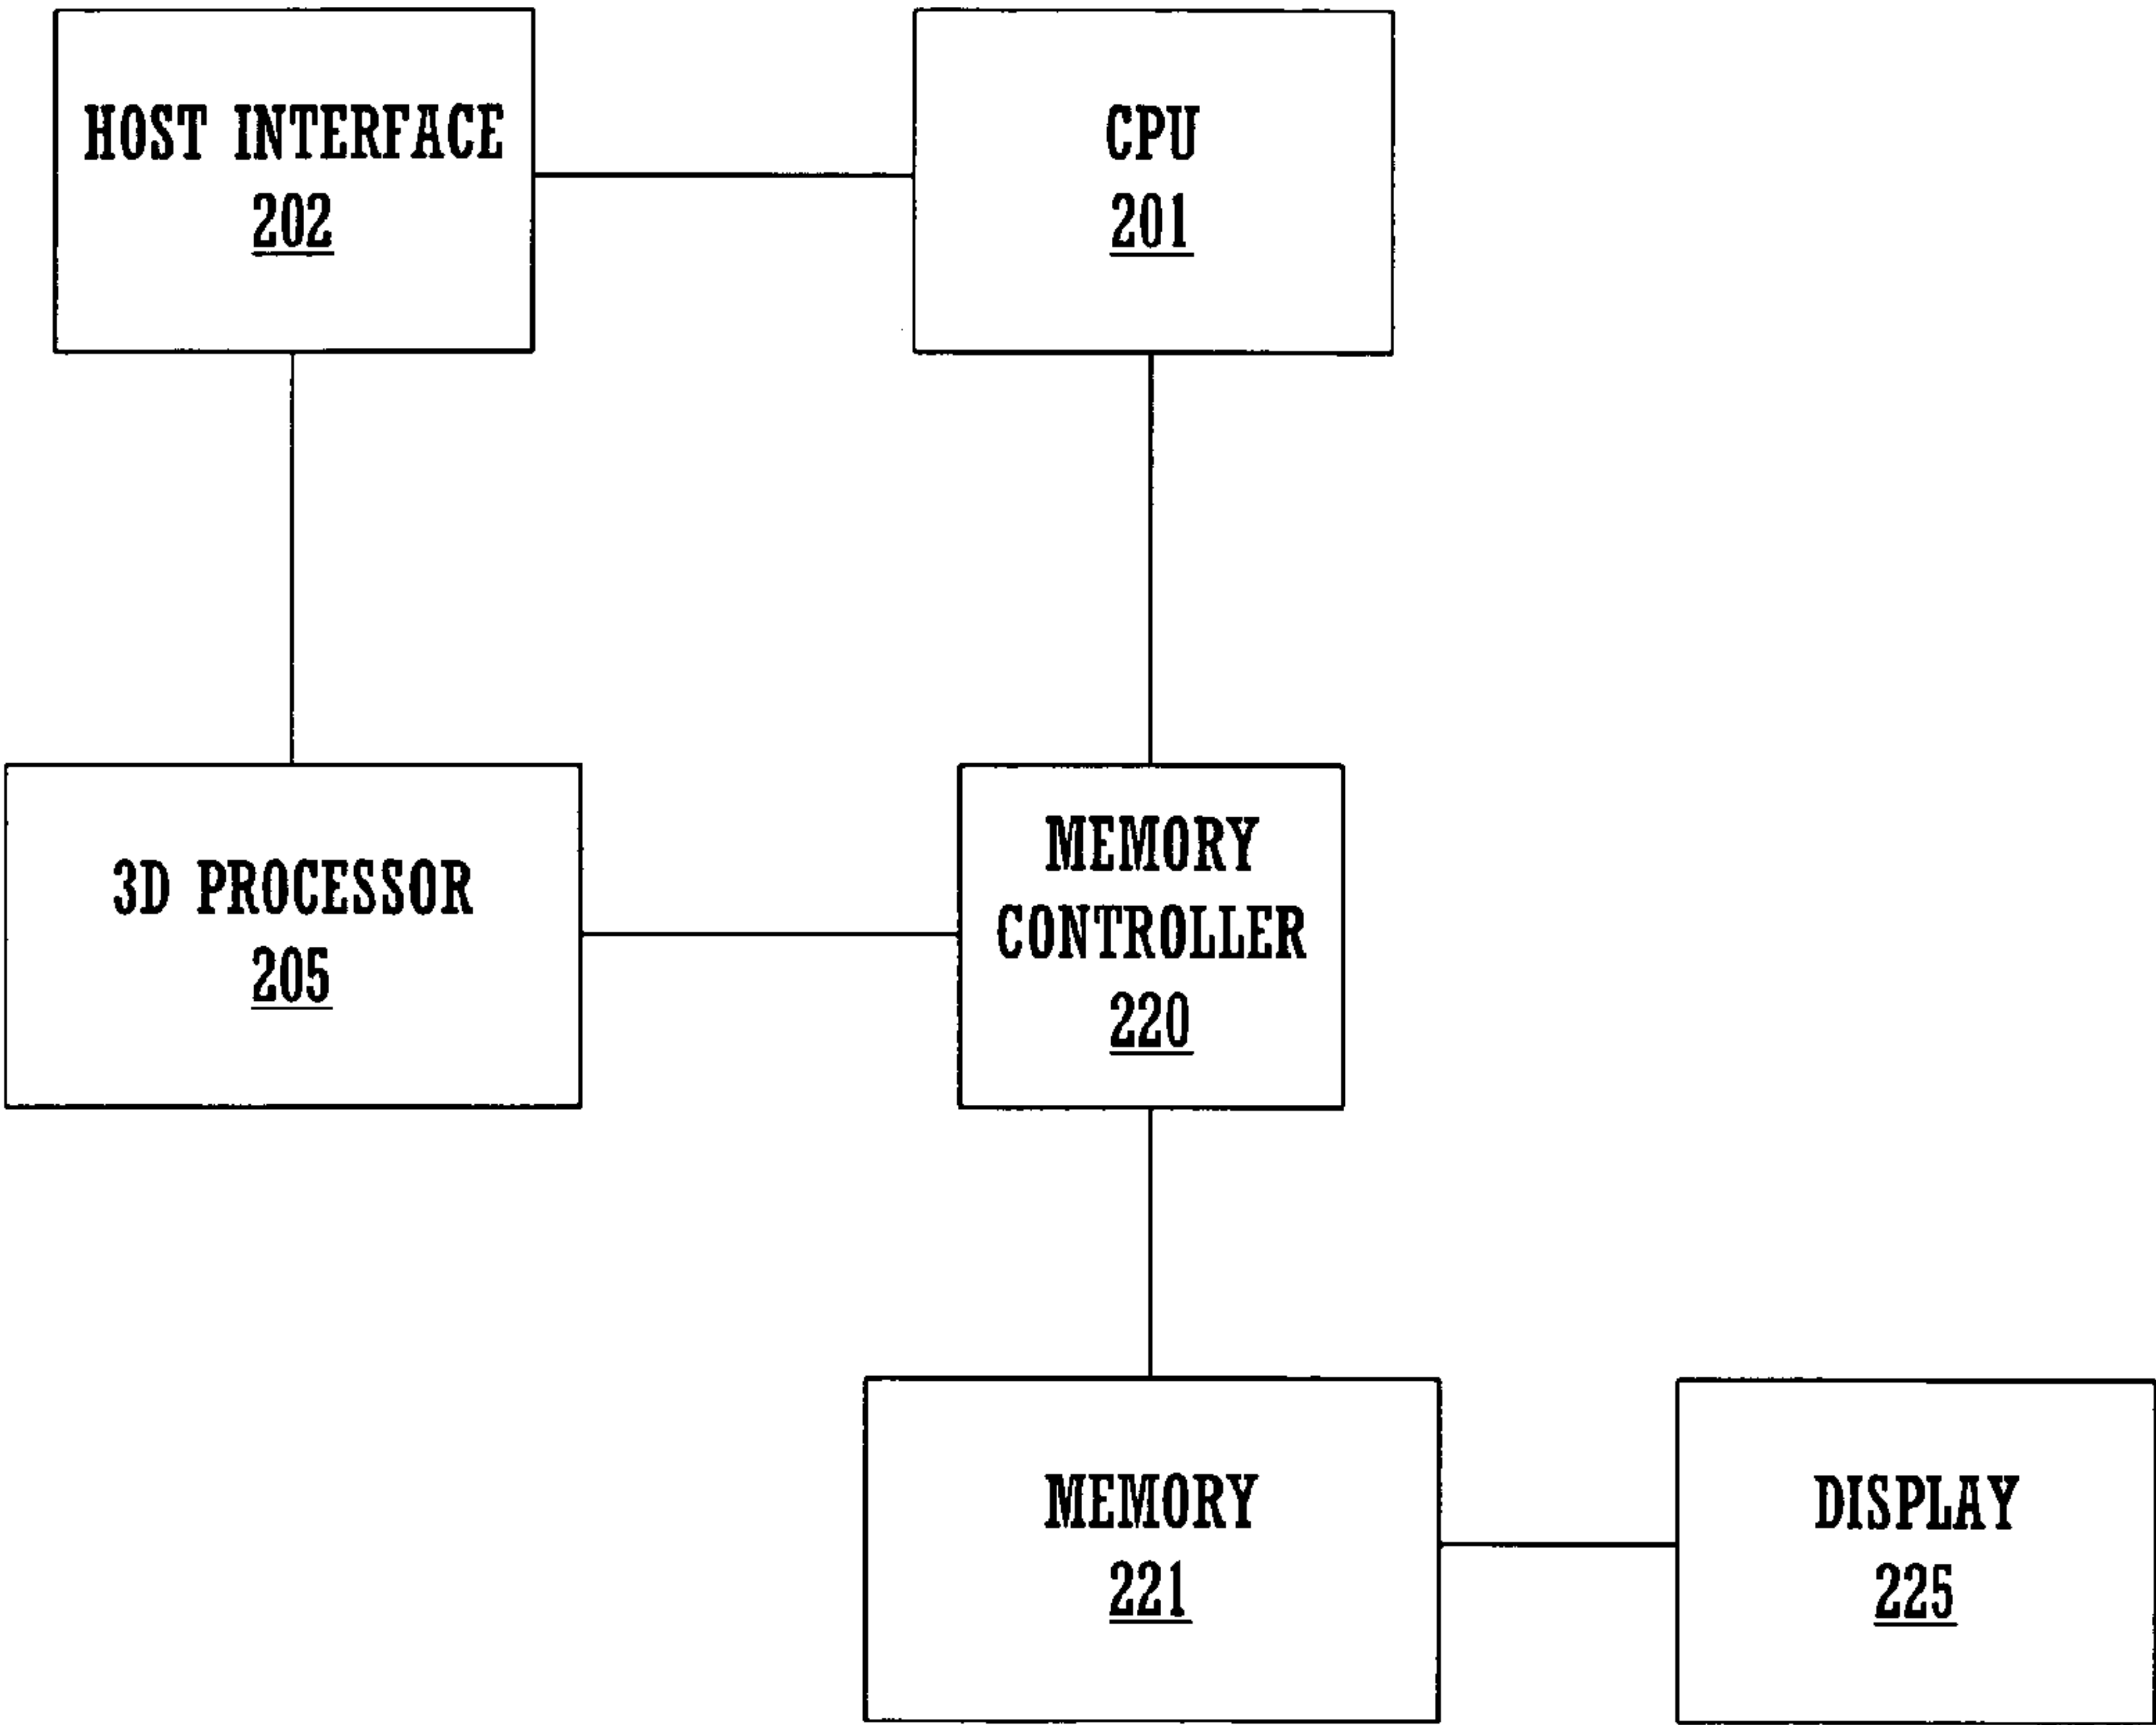 HOST INTERFACE
202
CPU
201
3D PROCESSOR
205
MEMORY
CONTROLLER
220
MEMORY
221
DISPLAY
225